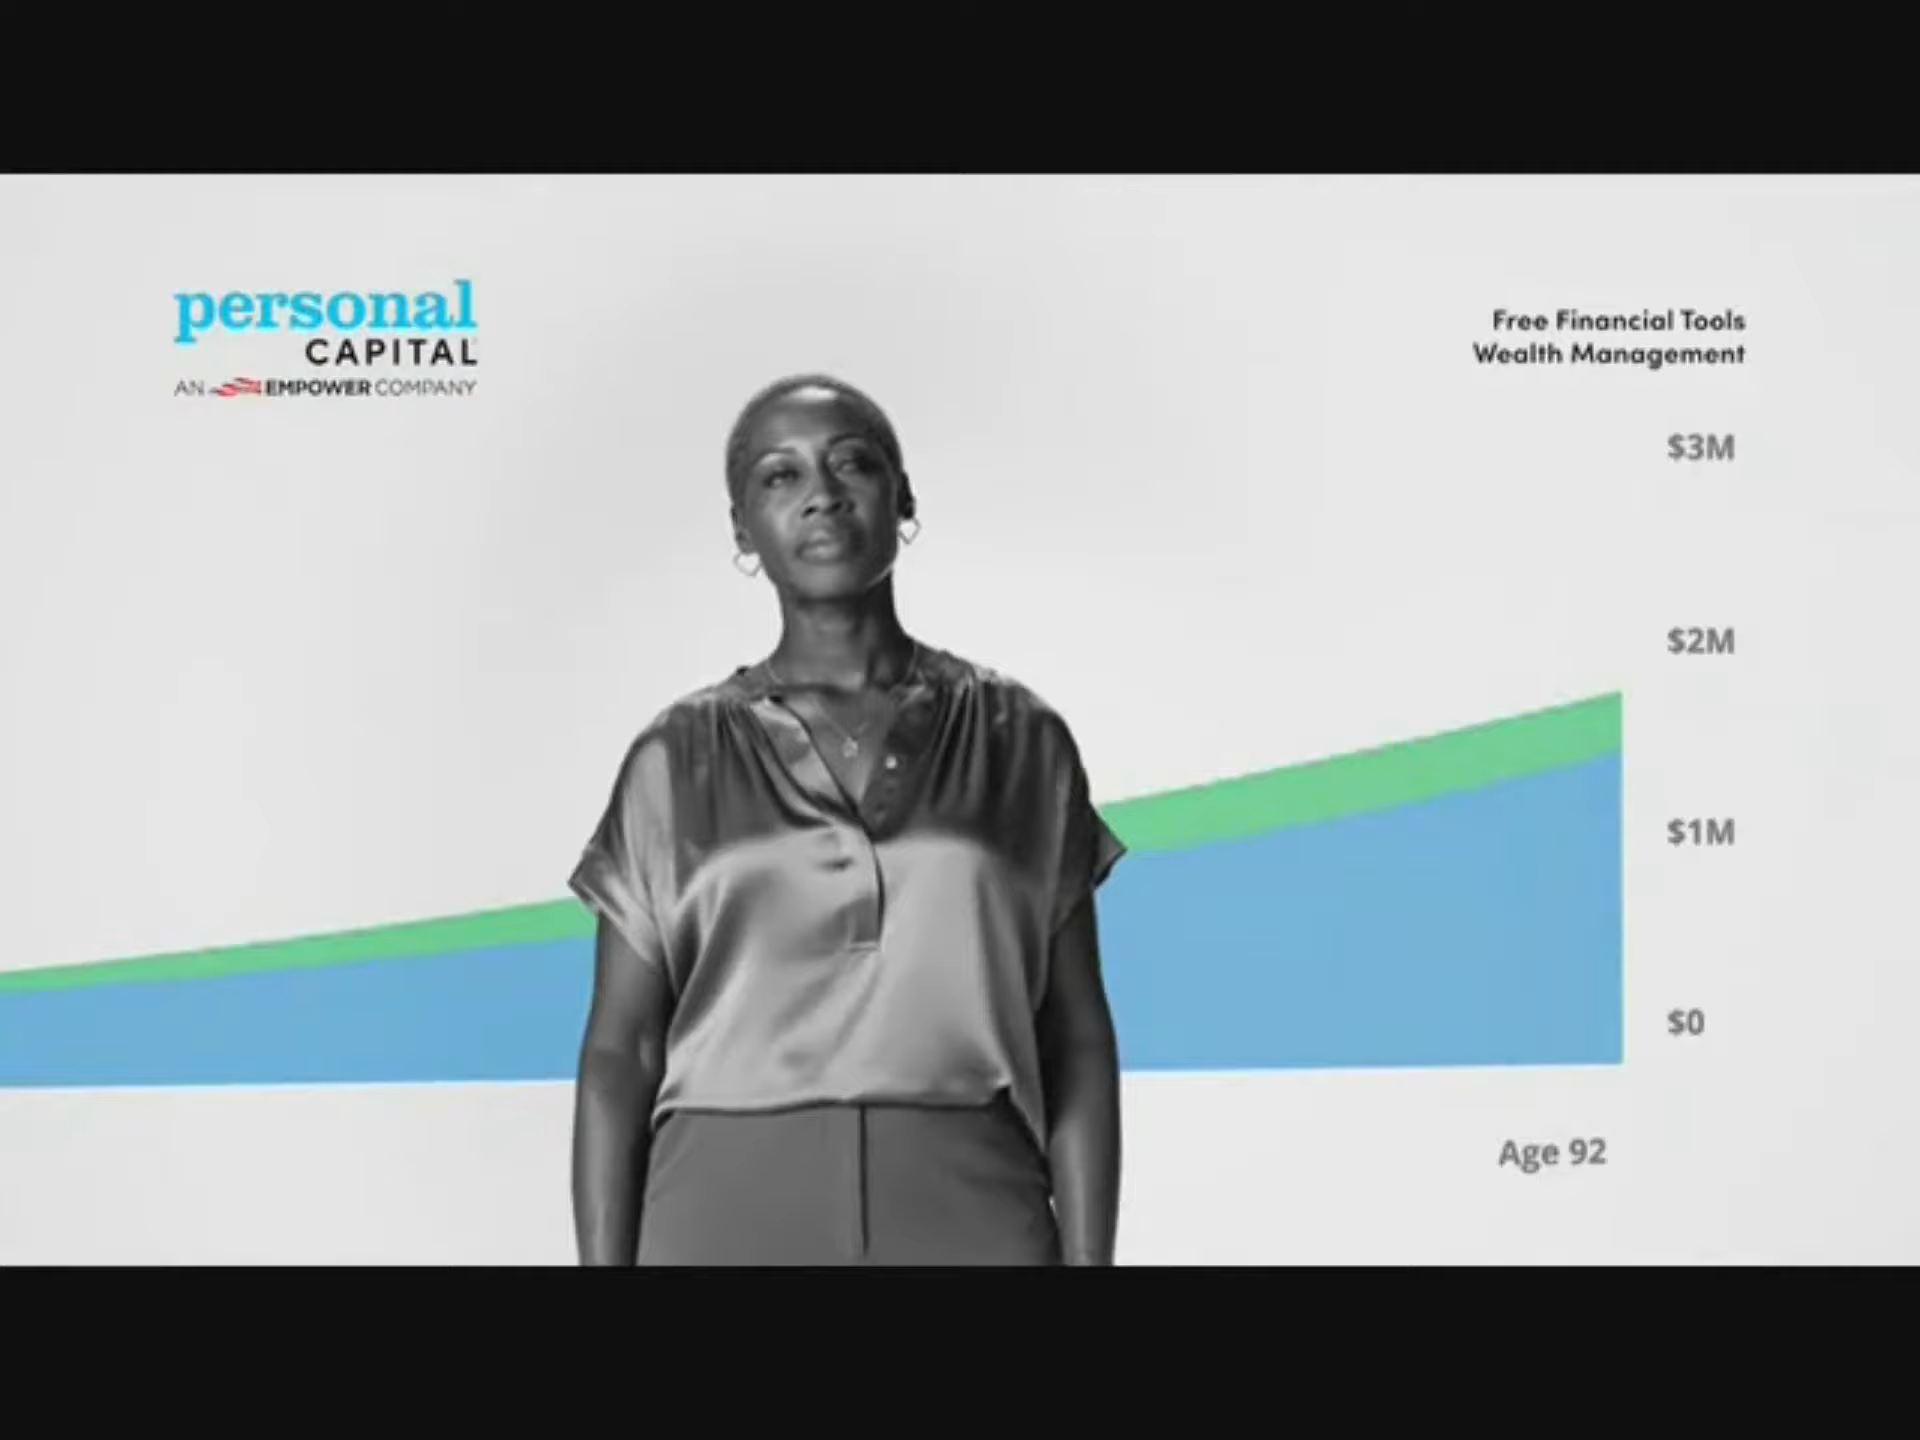 personal
CAPITAL
AN EMPOWER COMPANY
Free Financial Tools
Wealth Management
$3M
$2M
$1M
$0
Age 92